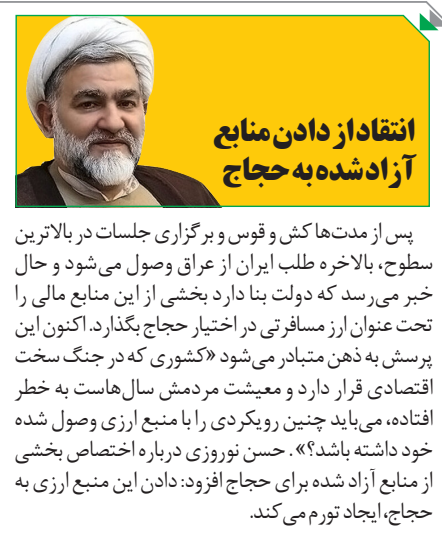 انتقاد از دادن منابع
آزاد شده به حجاج
پس از مدت‌ها کش و قوس و برگزاری جلسات در بالاترین
سطوح، بالاخره طلب ایران از عراق وصول می‌شود و حال
خبر می‌رسد که دولت بنا دارد بخشی از این منابع مالی را
تحت عنوان ارز مسافرتی در اختیار حجاج بگذارد. اکنون این
پرسش به ذهن متبادر می‌شود «کشوری که در جنگ سخت
اقتصادی قرار دارد و معیشت مردمش سال‌هاست به خطر
افتاده، می‌باید چنین رویکردی را با منبع ارزی وصول شده
خود داشته باشد؟». حسن نوروزی درباره اختصاص بخشی
از منابع آزاد شده برای حجاج افزود: دادن این منبع ارزی به
حجاج، ایجاد تورم می‌کند.